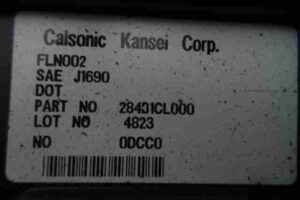 Calsonic Kansei Corp.
FLN002
SAE J1690
DOT
PART NO 28431CL000
LOT NO 4823
NO 0DCC0